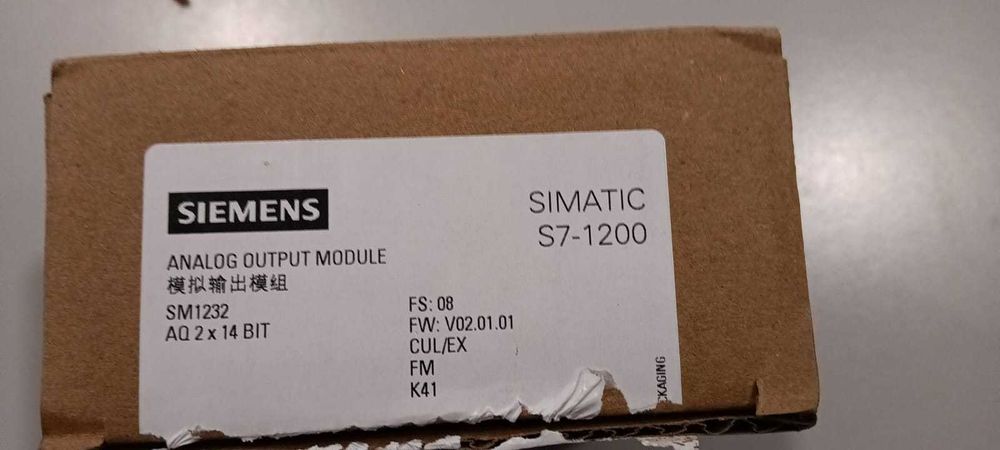 SIEMENS
SIMATIC
S7-1200
ANALOG OUTPUT MODULE
模拟输出模组
SM1232
AQ 2 x 14 BIT
FS: 08
FW: V02.01.01
CUL/EX
FM
K41